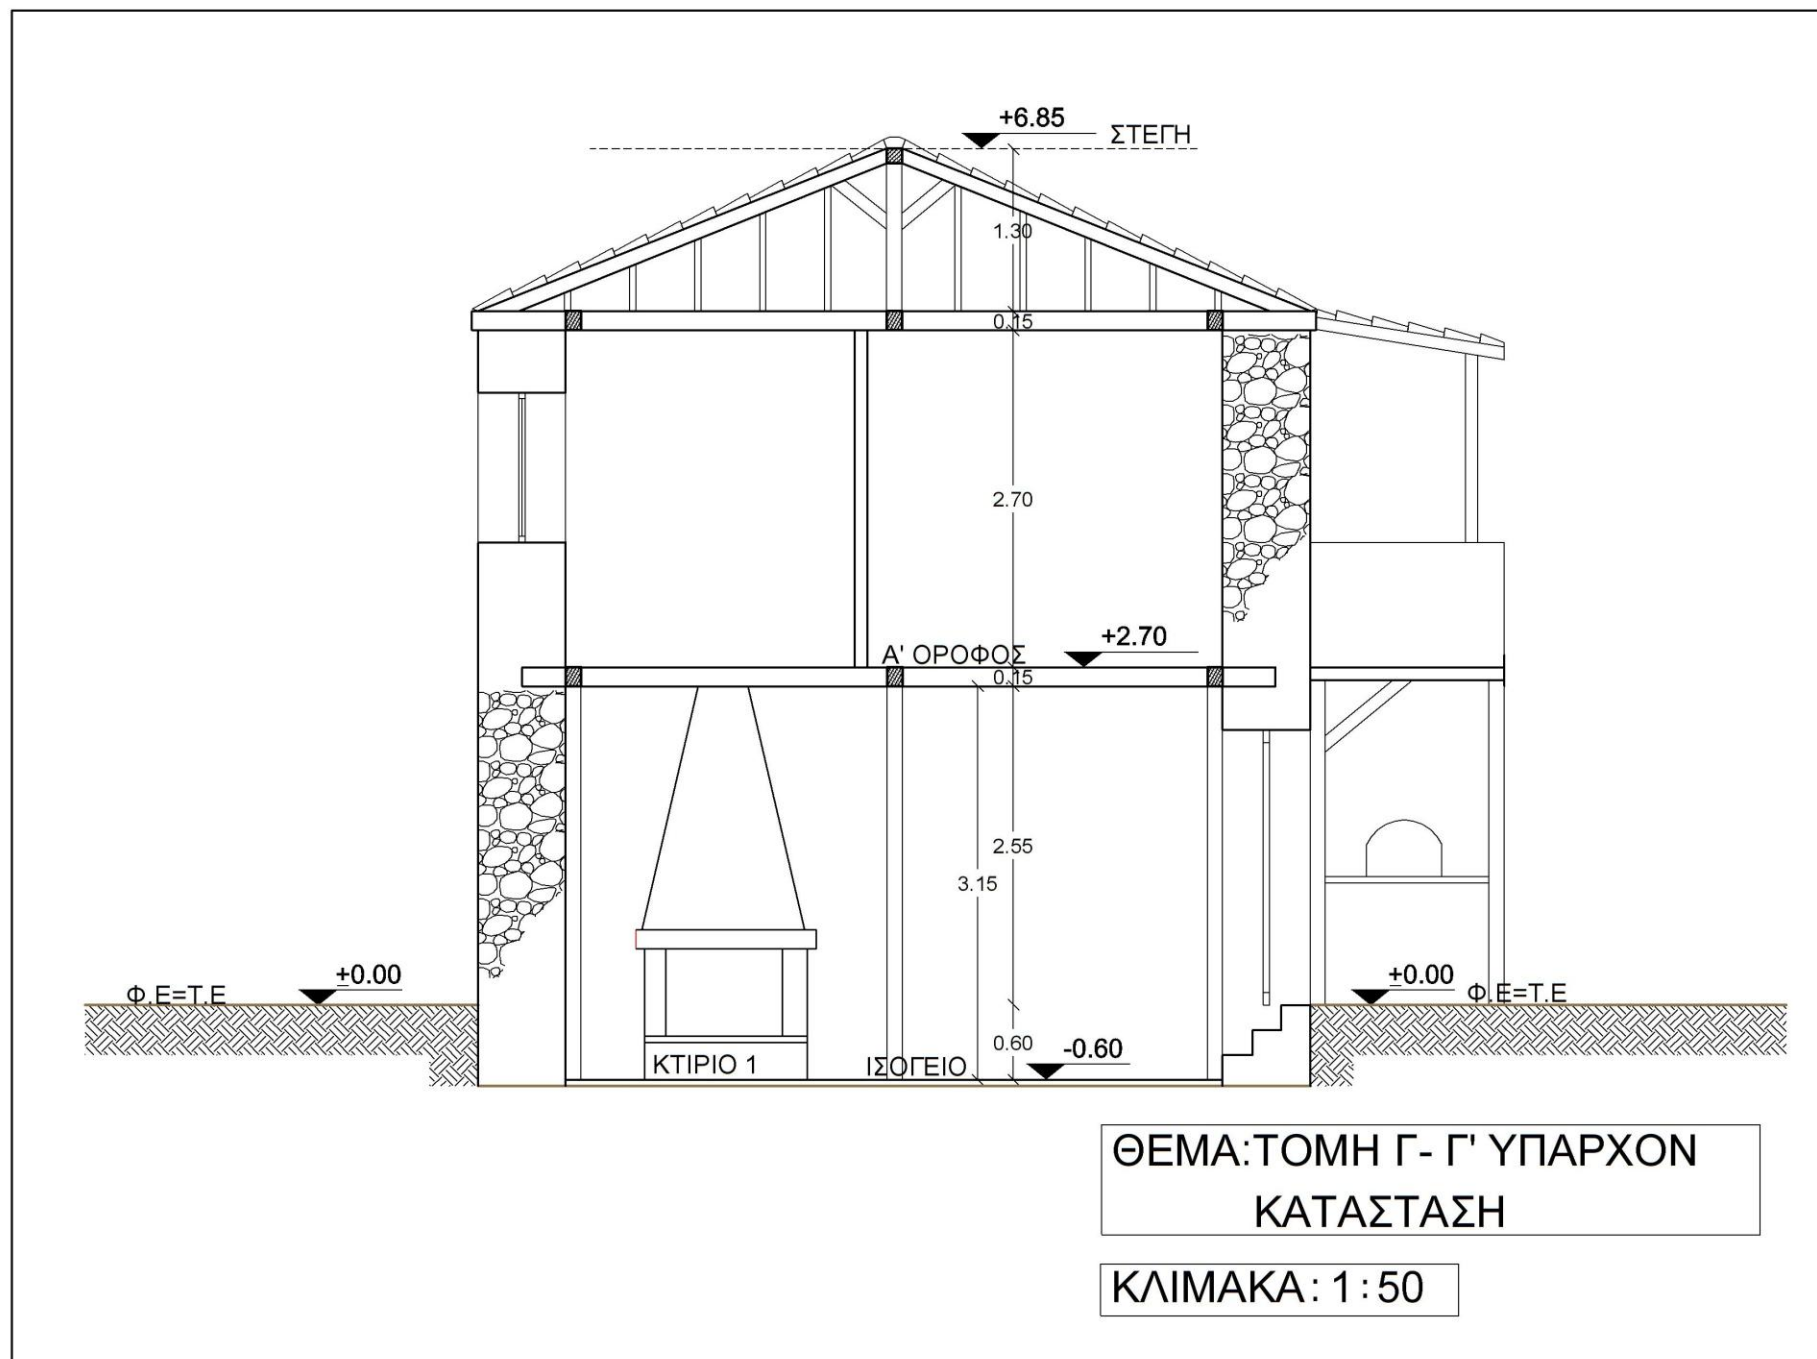 +6.85
ΣΤΕΓΗ
1.30
0.15
2.70
+2.70
Α' ΟΡΟΦΟΣ
0.15
2.55
3.15
±0.00
Φ.Ε=Τ.Ε
±0.00
Φ.Ε=Τ.Ε
0.60
-0.60
ΚΤΙΡΙΟ 1
ΙΣΟΓΕΙΟ
ΘΕΜΑ:ΤΟΜΗ Γ- Γ' ΥΠΑΡΧΟΝ
ΚΑΤΑΣΤΑΣΗ
ΚΛΙΜΑΚΑ: 1:50